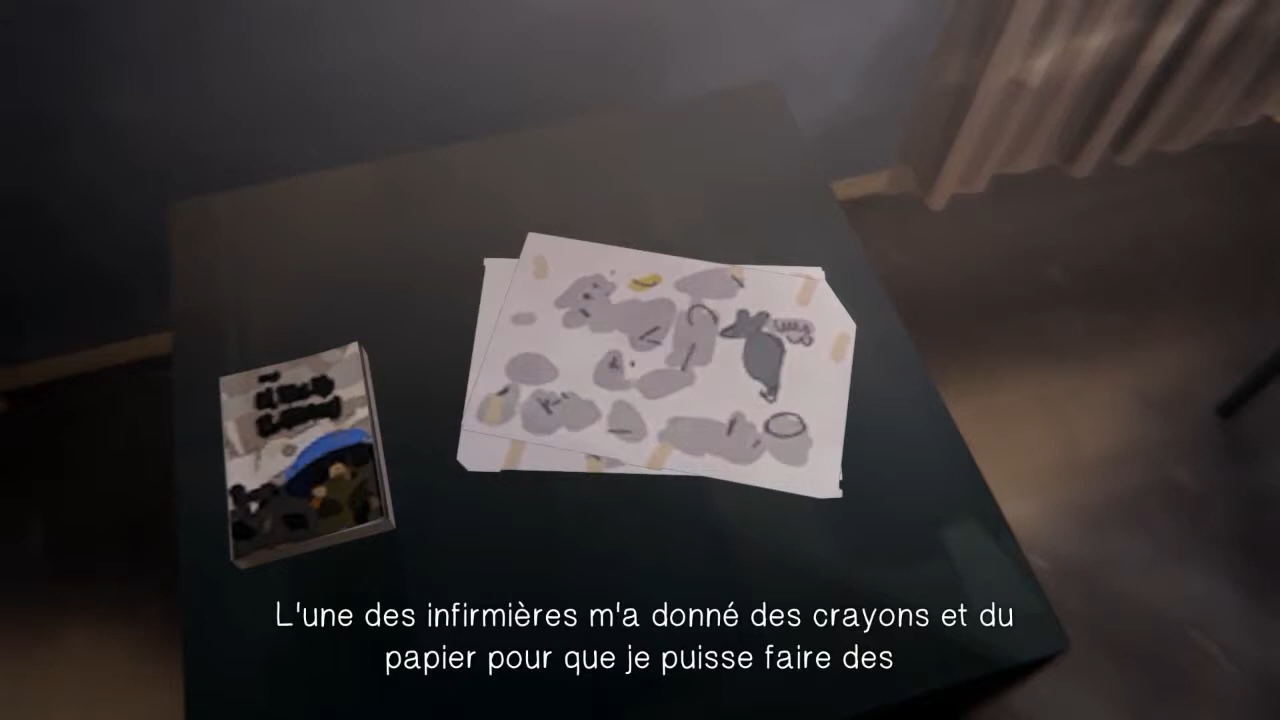 L'une des infirmières m'a donné des crayons et du
papier pour que je puisse faire des